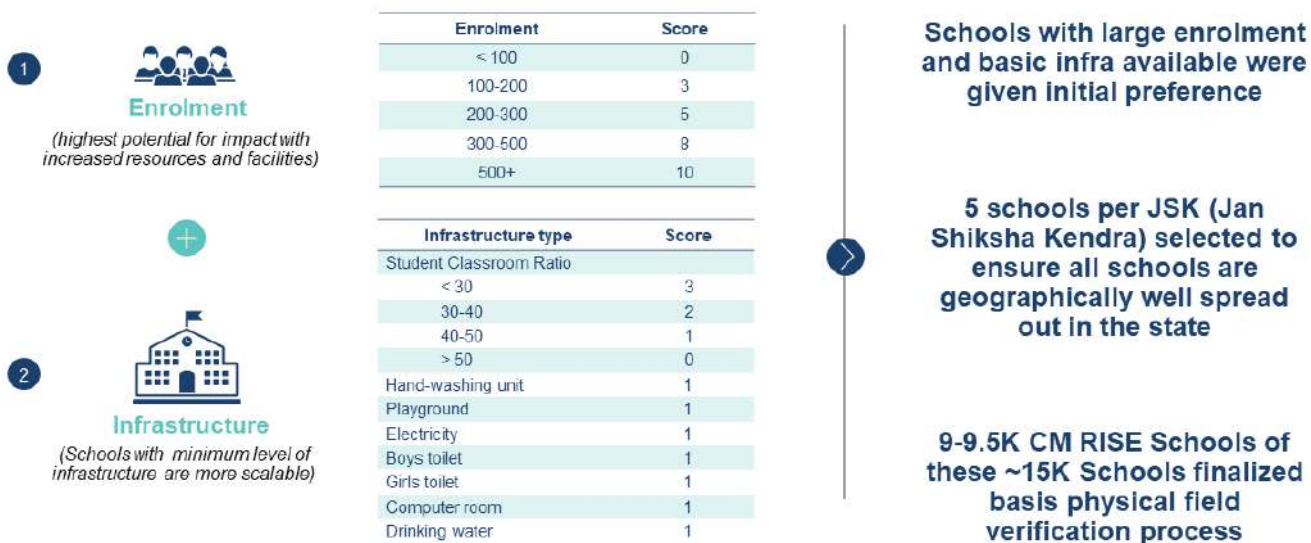 1
Enrolment
(highest potential for impact with
increased resources and facilities)
2
Infrastructure
(Schools with minimum level of
infrastructure are more scalable)
Enrolment Score
< 100 0
100-200 3
200-300 5
300-500 8
500+ 10
Infrastructure type Score
Student Classroom Ratio
< 30 3
30-40 2
40-50 1
> 50 0
Hand-washing unit 1
Playground 1
Electricity 1
Boys toilet 1
Girls toilet 1
Computer room 1
Drinking water 1
Schools with large enrolment
and basic infra available were
given initial preference
5 schools per JSK (Jan
Shiksha Kendra) selected to
ensure all schools are
geographically well spread
out in the state
9-9.5K CM RISE Schools of
these ~15K Schools finalized
basis physical field
verification process